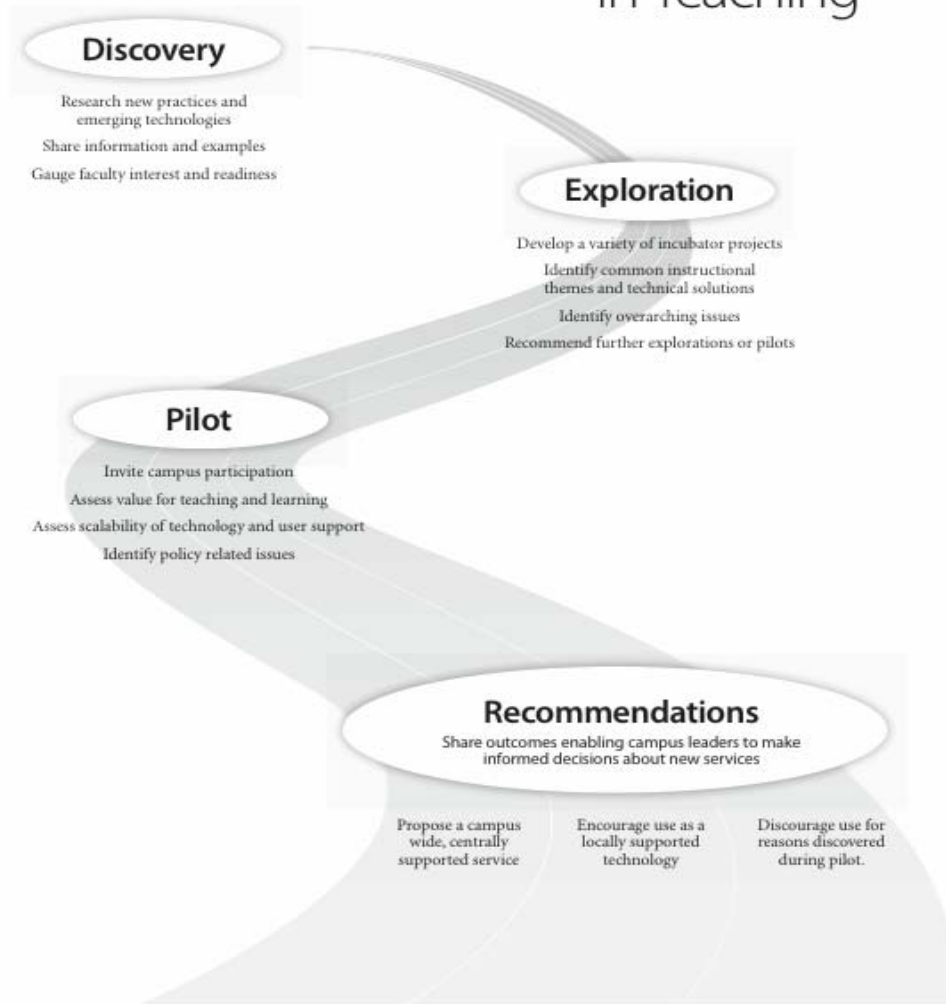 in Teaching
Discovery
Research new practices and
emerging technologies
Share information and examples
Gauge faculty interest and readiness
Exploration
Develop a variety of incubator projects
Identify common instructional
themes and technical solutions
Identify overarching issues
Recommend further explorations or pilots
Pilot
Invite campus participation
Assess value for teaching and learning
Assess scalability of technology and user support
Identify policy related issues
Recommendations
Share outcomes enabling campus leaders to make
informed decisions about new services
Propose a campus
wide, centrally
supported service
Encourage use as a
locally supported
technology
Discourage use for
reasons discovered
during pilot.